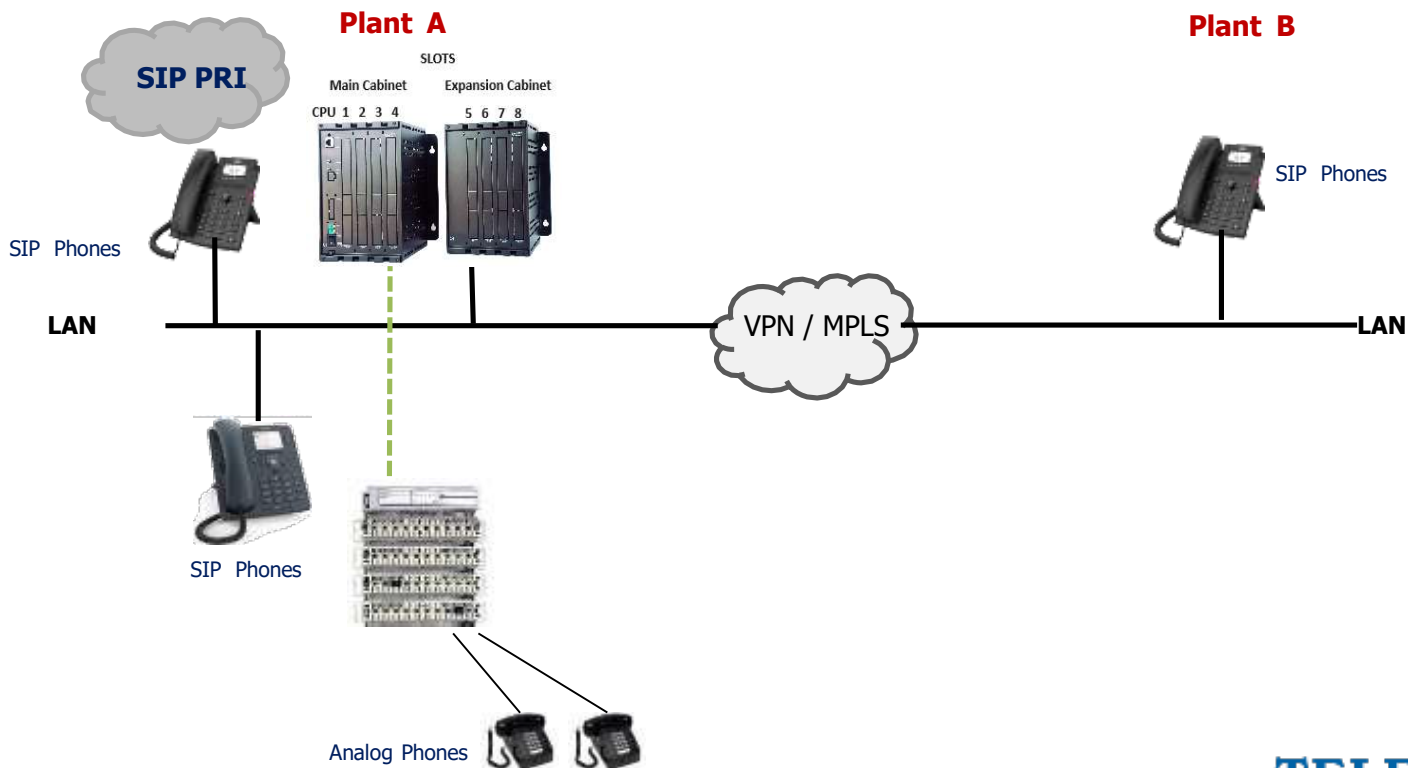 Plant A
Plant B
SIP PRI
SLOTS
Main Cabinet
Expansion Cabinet
CPU 1 2 3 4
5 6 7 8
SIP Phones
SIP Phones
LAN
VPN / MPLS
LAN
SIP Phones
Analog Phones